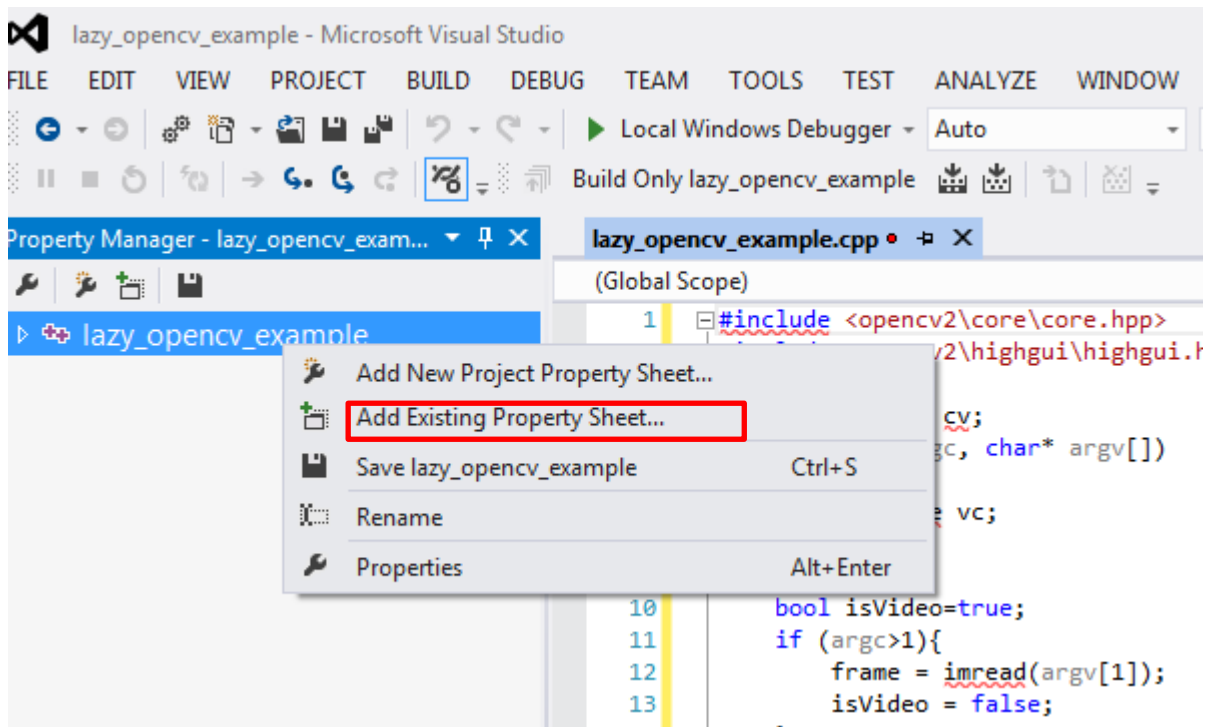 lazy_opencv_example - Microsoft Visual Studio
FILE EDIT VIEW PROJECT BUILD DEBUG TEAM TOOLS TEST ANALYZE WINDOW
Local Windows Debugger Auto
Build Only lazy_opencv_example
Property Manager - lazy_opencv_exam...
lazy_opencv_example.cpp
(Global Scope)
lazy_opencv_example
Add New Project Property Sheet...
Add Existing Property Sheet...
Save lazy_opencv_example Ctrl+S
Rename
Properties Alt+Enter
1 #include <opencv2\core\core.hpp>
v2\highgui\highgui.h
cv;
gc, char* argv[])
vc;
10 bool isVideo=true;
11 if (argc>1){
12 frame = imread(argv[1]);
13 isVideo = false;